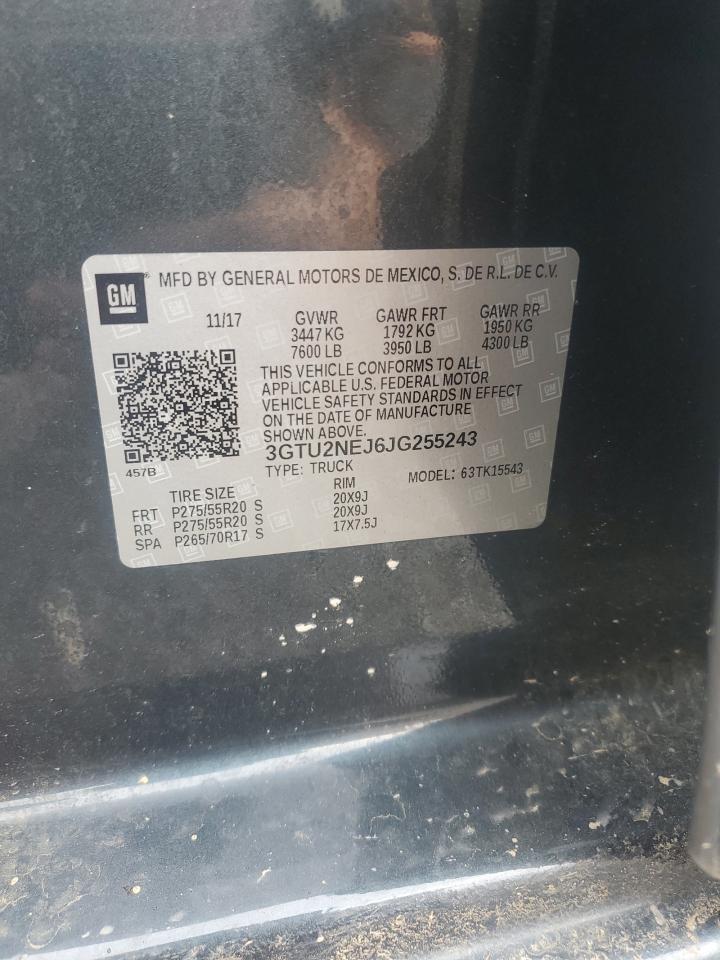 GM® MFD BY GENERAL MOTORS DE MEXICO, S. DE R.L. DE C.V.
11/17 GVWR GAWR FRT GAWR RR
3447 KG 1792 KG 1950 KG
7600 LB 3950 LB 4300 LB
THIS VEHICLE CONFORMS TO ALL
APPLICABLE U.S. FEDERAL MOTOR
VEHICLE SAFETY STANDARDS IN EFFECT
ON THE DATE OF MANUFACTURE
SHOWN ABOVE.
3GTU2NEJ6JG255243
457B TYPE: TRUCK MODEL: 63TK15543
TIRE SIZE RIM
FRT P275/55R20 S 20X9J
RR P275/55R20 S 20X9J
SPA P265/70R17 S 17X7.5J